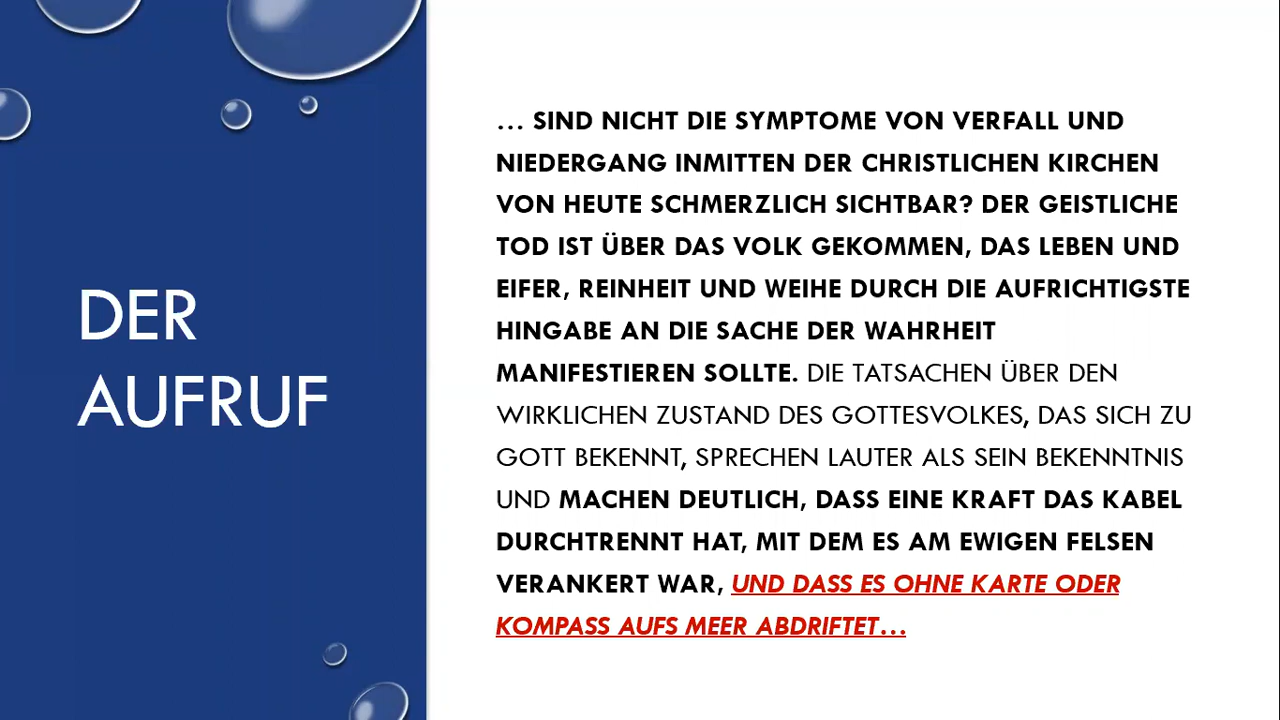 DER
AUFRUF
… SIND NICHT DIE SYMPTOME VON VERFALL UND
NIEDERGANG INMITTEN DER CHRISTLICHEN KIRCHEN
VON HEUTE SCHMERZLICH SICHTBAR? DER GEISTLICHE
TOD IST ÜBER DAS VOLK GEKOMMEN, DAS LEBEN UND
EIFER, REINHEIT UND WEIHE DURCH DIE AUFRICHTIGSTE
HINGABE AN DIE SACHE DER WAHRHEIT
MANIFESTIEREN SOLLTE. DIE TATSACHEN ÜBER DEN
WIRKLICHEN ZUSTAND DES GOTTESVOLKES, DAS SICH ZU
GOTT BEKENNT, SPRECHEN LAUTER ALS SEIN BEKENNTNIS
UND MACHEN DEUTLICH, DASS EINE KRAFT DAS KABEL
DURCHTRENNT HAT, MIT DEM ES AM EWIGEN FELSEN
VERANKERT WAR, UND DASS ES OHNE KARTE ODER
KOMPASS AUFS MEER ABDRIFTET…